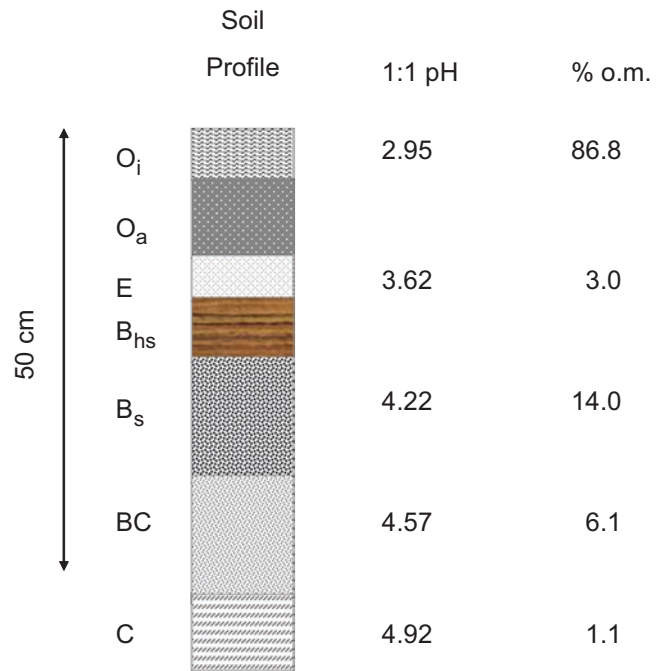 Soil
Profile 1:1 pH % o.m.
O_i 2.95 86.8
O_a
E 3.62 3.0
B_hs
B_s 4.22 14.0
BC 4.57 6.1
C 4.92 1.1
50 cm